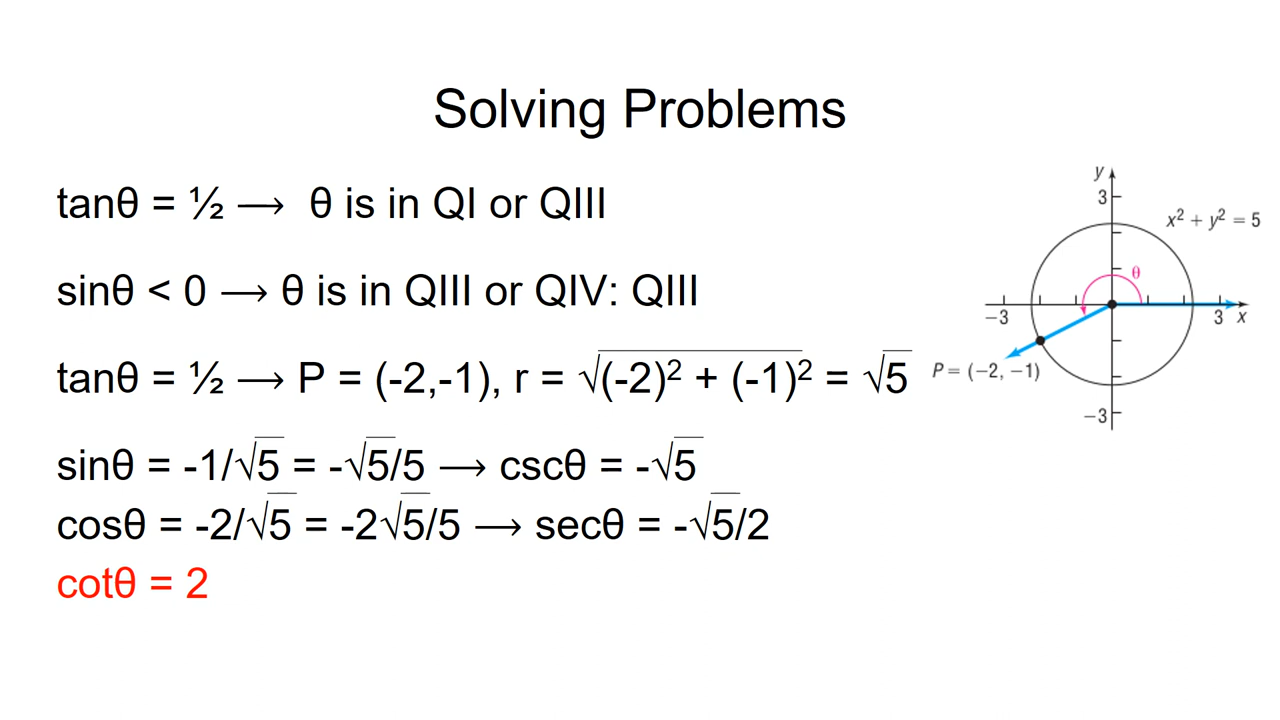 Solving Problems
tanθ = ½ ⟶ θ is in QI or QIII
sinθ < 0 ⟶ θ is in QIII or QIV: QIII
tanθ = ½ ⟶ P = (-2,-1), r = √(-2)² + (-1)² = √5
sinθ = -1/√5 = -√5/5 ⟶ cscθ = -√5
cosθ = -2/√5 = -2√5/5 ⟶ secθ = -√5/2
cotθ = 2
y
3
x² + y² = 5
θ
−3
3
x
P = (−2, −1)
−3